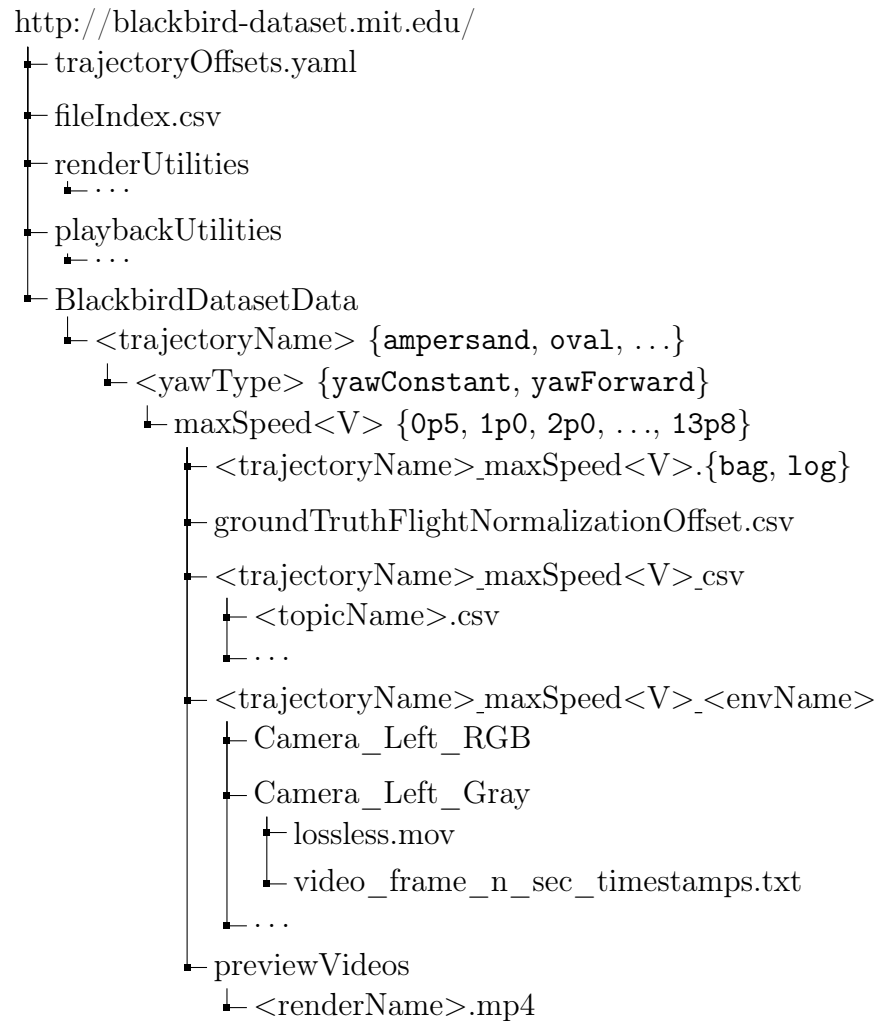 http://blackbird-dataset.mit.edu/
trajectoryOffsets.yaml
fileIndex.csv
renderUtilities
...
playbackUtilities
...
BlackbirdDatasetData
<trajectoryName> {ampersand, oval, ...}
<yawType> {yawConstant, yawForward}
maxSpeed<V> {0p5, 1p0, 2p0, ..., 13p8}
<trajectoryName>_maxSpeed<V>.{bag, log}
groundTruthFlightNormalizationOffset.csv
<trajectoryName>_maxSpeed<V>_csv
<topicName>.csv
...
<trajectoryName>_maxSpeed<V>_<envName>
Camera_Left_RGB
Camera_Left_Gray
lossless.mov
video_frame_n_sec_timestamps.txt
...
previewVideos
<renderName>.mp4